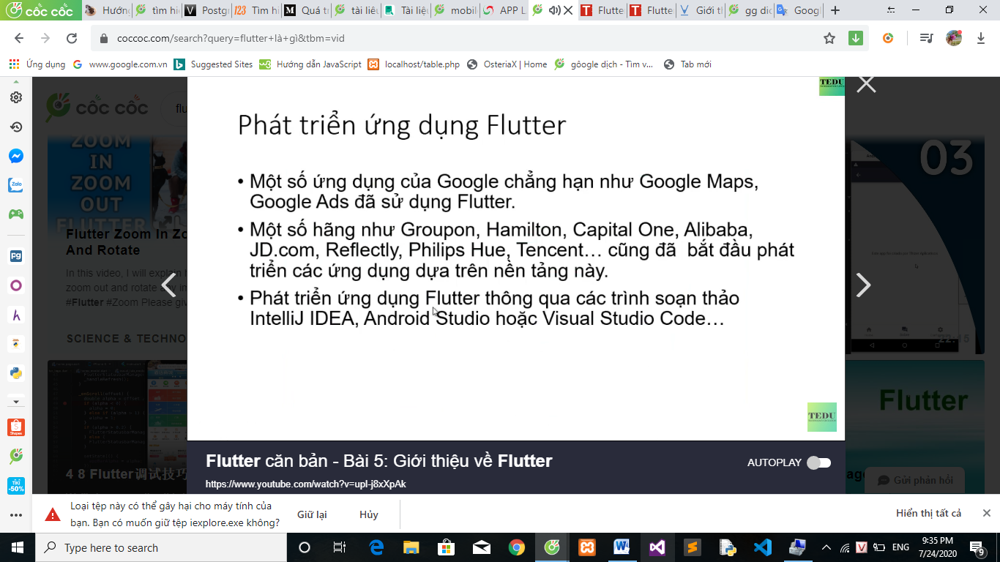 cốc cốc
Hướng
tìm hi
Postgr
Tìm hi
Quá tr
tài liệu
Tài liệu
mobil
APP L
Flutte
Flutter
Giới th
gg dic
Googl
coccoc.com/search?query=flutter+là+gì&tbm=vid
Ứng dụng
www.google.com.vn
Suggested Sites
Hướng dẫn JavaScript
localhost/table.php
OsteriaX | Home
gôogle dịch - Tìm v...
Tab mới
cốc cốc
flu
TEDU
Phát triển ứng dụng Flutter
• Một số ứng dụng của Google chẳng hạn như Google Maps,
Google Ads đã sử dụng Flutter.
• Một số hãng như Groupon, Hamilton, Capital One, Alibaba,
JD.com, Reflectly, Philips Hue, Tencent… cũng đã bắt đầu phát
triển các ứng dụng dựa trên nền tảng này.
• Phát triển ứng dụng Flutter thông qua các trình soạn thảo
IntelliJ IDEA, Android Studio hoặc Visual Studio Code…
TEDU
ZOOM
IN
ZOOM
OUT
FLUTTER
Flutter Zoom In Zo
And Rotate
In this video, I will explain
zoom out and rotate any in
#Flutter #Zoom Please giv
SCIENCE & TECHNO
4 8 Flutter调试技巧
03
22:15
Flutter
Gửi phản hồi
Flutter căn bản - Bài 5: Giới thiệu về Flutter
AUTOPLAY
https://www.youtube.com/watch?v=upl-j8xXpAk
Loại tệp này có thể gây hại cho máy tính của
bạn. Bạn có muốn giữ tệp iexplore.exe không?
Giữ lại
Hủy
Hiển thị tất cả
Type here to search
ENG
9:35 PM
7/24/2020
9